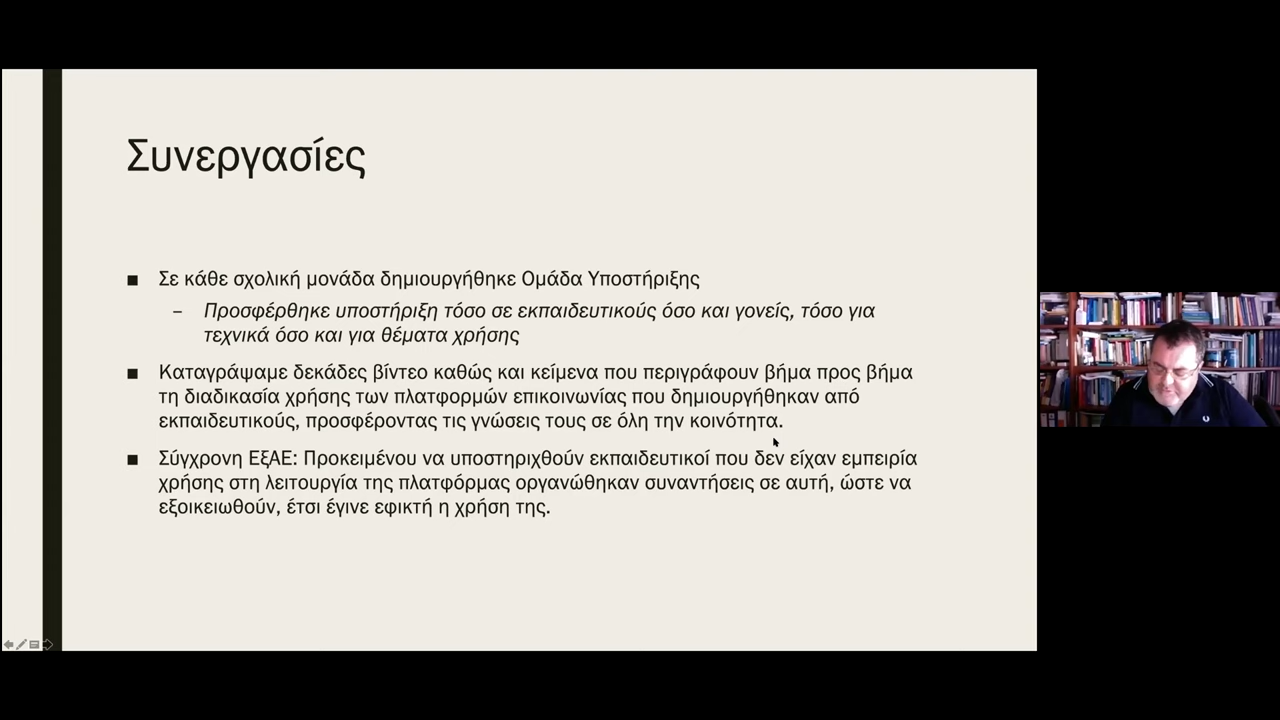 Συνεργασίες
■ Σε κάθε σχολική μονάδα δημιουργήθηκε Ομάδα Υποστήριξης
– Προσφέρθηκε υποστήριξη τόσο σε εκπαιδευτικούς όσο και γονείς, τόσο για
τεχνικά όσο και για θέματα χρήσης
■ Καταγράψαμε δεκάδες βίντεο καθώς και κείμενα που περιγράφουν βήμα προς βήμα
τη διαδικασία χρήσης των πλατφορμών επικοινωνίας που δημιουργήθηκαν από
εκπαιδευτικούς, προσφέροντας τις γνώσεις τους σε όλη την κοινότητα.
■ Σύγχρονη ΕξΑΕ: Προκειμένου να υποστηριχθούν εκπαιδευτικοί που δεν είχαν εμπειρία
χρήσης στη λειτουργία της πλατφόρμας οργανώθηκαν συναντήσεις σε αυτή, ώστε να
εξοικειωθούν, έτσι έγινε εφικτή η χρήση της.